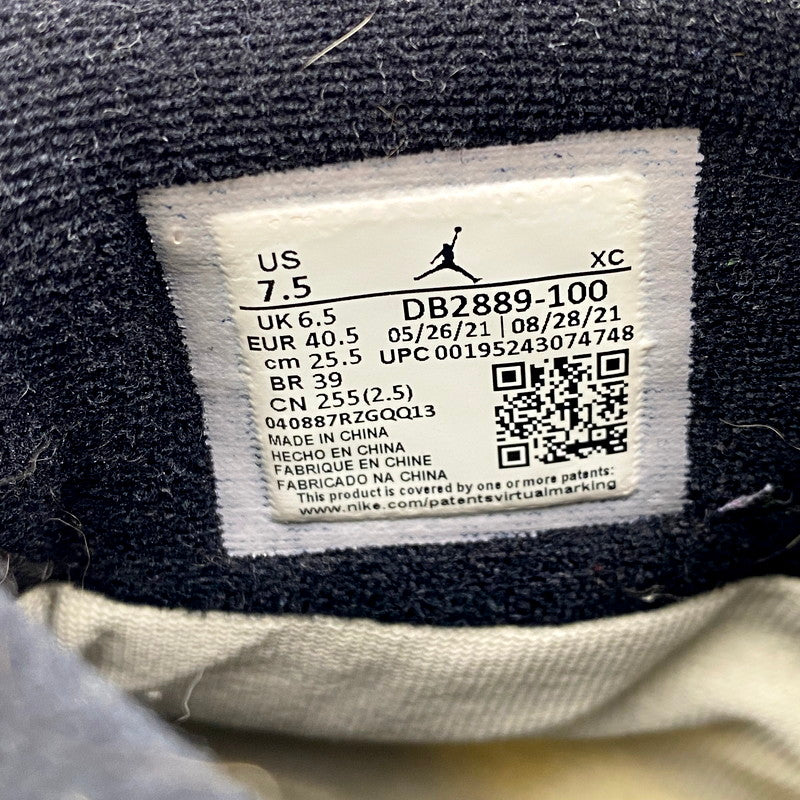 US XC
7.5 DB2889-100
UK 6.5 05/26/21 | 08/28/21
EUR 40.5 UPC 00195243074748
cm 25.5
BR 39
CN 255(2.5)
040887RZGQQ13
MADE IN CHINA
HECHO EN CHINA
FABRIQUE EN CHINE
FABRICADO NA CHINA
This product is covered by one or more patents:
www.nike.com/patentsvirtualmarking